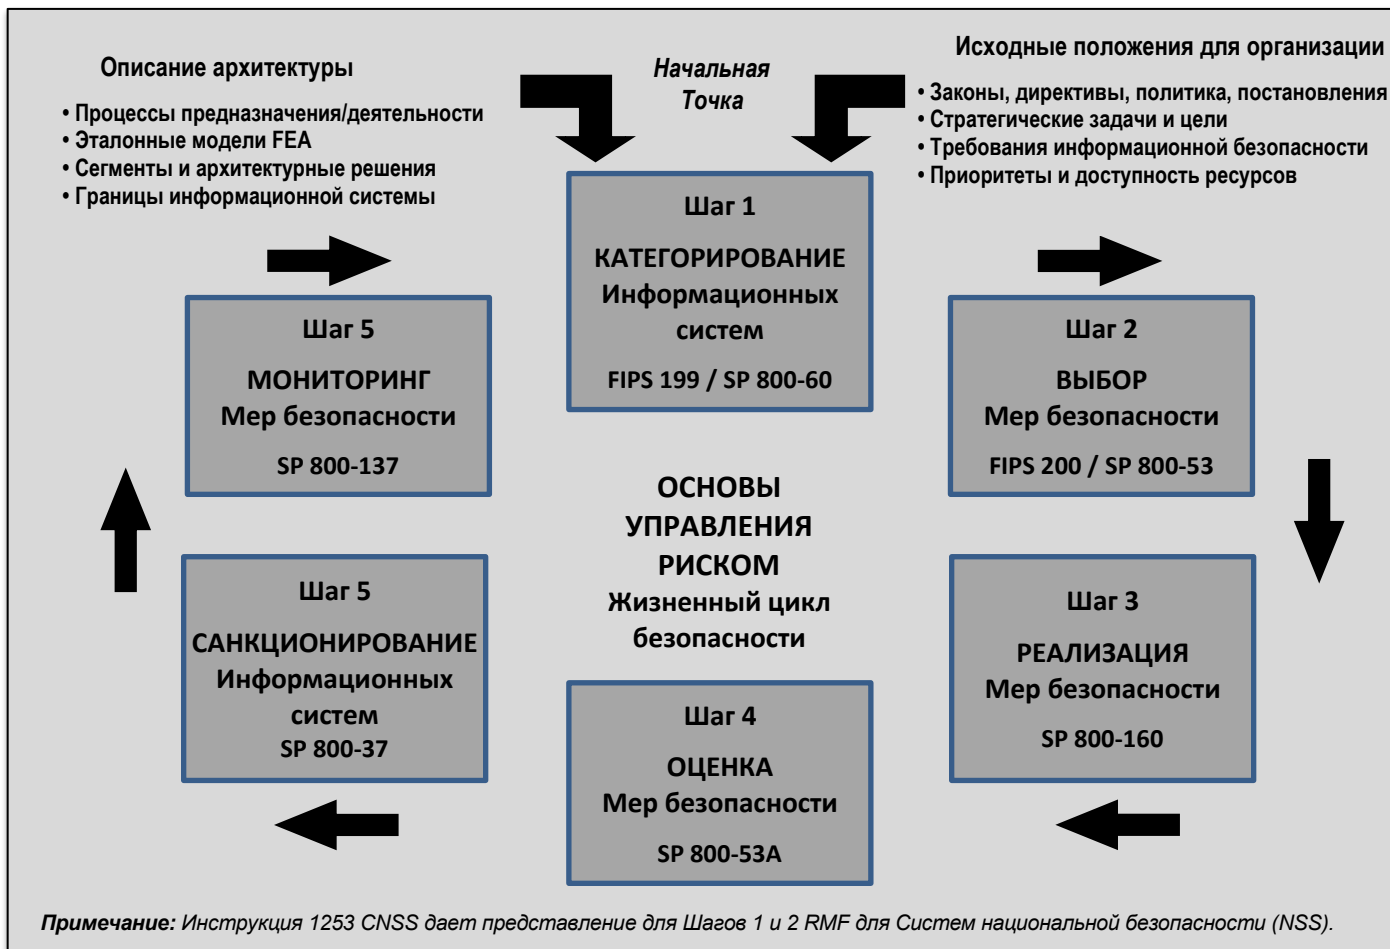 Описание архитектуры
• Процессы предназначения/деятельности
• Эталонные модели FEA
• Сегменты и архитектурные решения
• Границы информационной системы
Начальная
Точка
Исходные положения для организации
• Законы, директивы, политика, постановления
• Стратегические задачи и цели
• Требования информационной безопасности
• Приоритеты и доступность ресурсов
Шаг 1
КАТЕГОРИРОВАНИЕ
Информационных
систем
FIPS 199 / SP 800-60
Шаг 2
ВЫБОР
Мер безопасности
FIPS 200 / SP 800-53
Шаг 3
РЕАЛИЗАЦИЯ
Мер безопасности
SP 800-160
Шаг 4
ОЦЕНКА
Мер безопасности
SP 800-53A
Шаг 5
САНКЦИОНИРОВАНИЕ
Информационных
систем
SP 800-37
Шаг 5
МОНИТОРИНГ
Мер безопасности
SP 800-137
ОСНОВЫ
УПРАВЛЕНИЯ
РИСКОМ
Жизненный цикл
безопасности
Примечание: Инструкция 1253 CNSS дает представление для Шагов 1 и 2 RMF для Систем национальной безопасности (NSS).